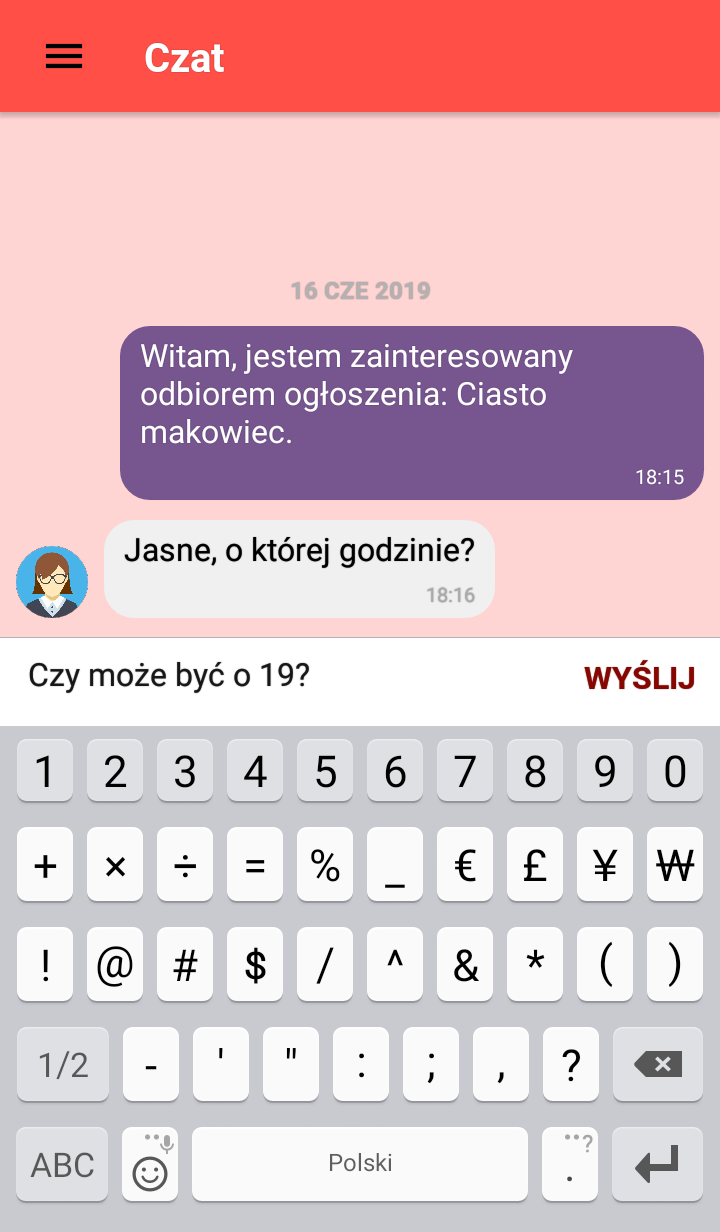 Czat
16 CZE 2019
Witam, jestem zainteresowany
odbiorem ogłoszenia: Ciasto
makowiec.
18:15
Jasne, o której godzinie?
18:16
Czy może być o 19?
WYŚLIJ
1 2 3 4 5 6 7 8 9 0
+ × ÷ = % _ € £ ¥ ₩
! @ # $ / ^ & * ( )
1/2 - ' " : ; , ?
ABC Polski . ?